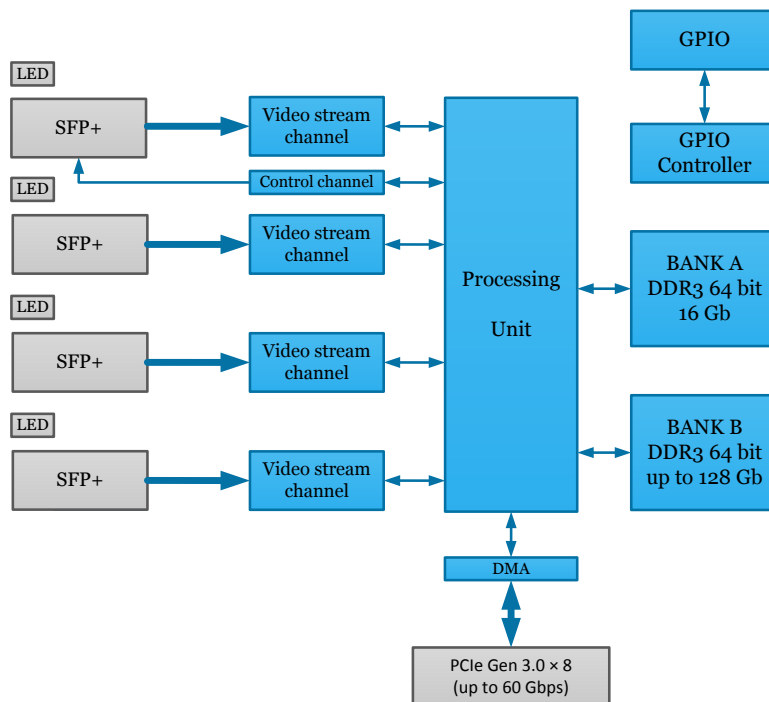 LED
SFP+
Video stream
channel
Control channel
LED
SFP+
Video stream
channel
LED
SFP+
Video stream
channel
LED
SFP+
Video stream
channel
Processing
Unit
GPIO
GPIO
Controller
BANK A
DDR3 64 bit
16 Gb
BANK B
DDR3 64 bit
up to 128 Gb
DMA
PCIe Gen 3.0 × 8
(up to 60 Gbps)